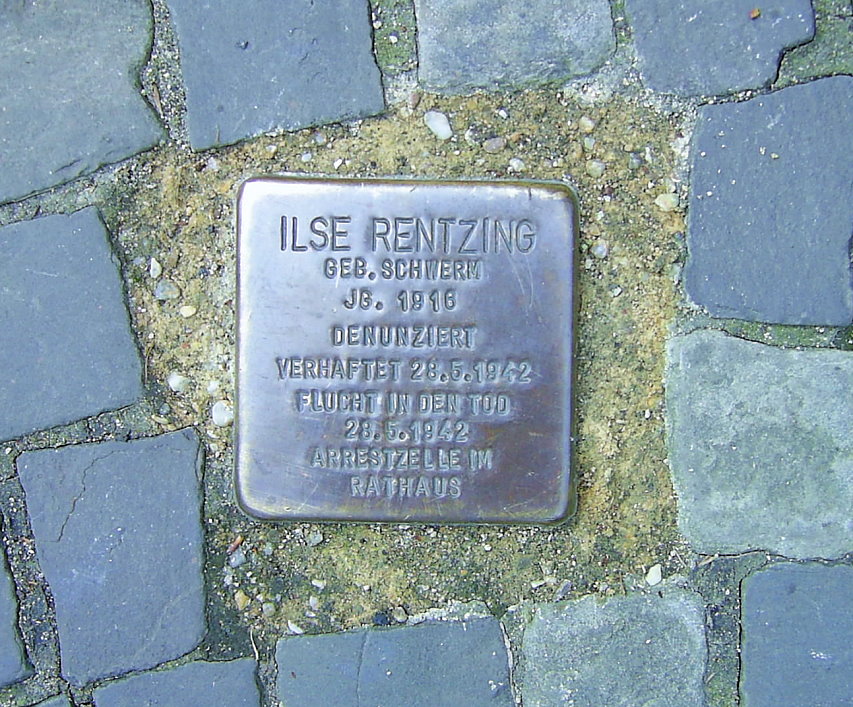 ILSE RENTZING
GEB. SCHWERM
JG. 1916
DENUNZIERT
VERHAFTET 28.5.1942
FLUCHT IN DEN TOD
28.5.1942
ARRESTZELLE IM
RATHAUS